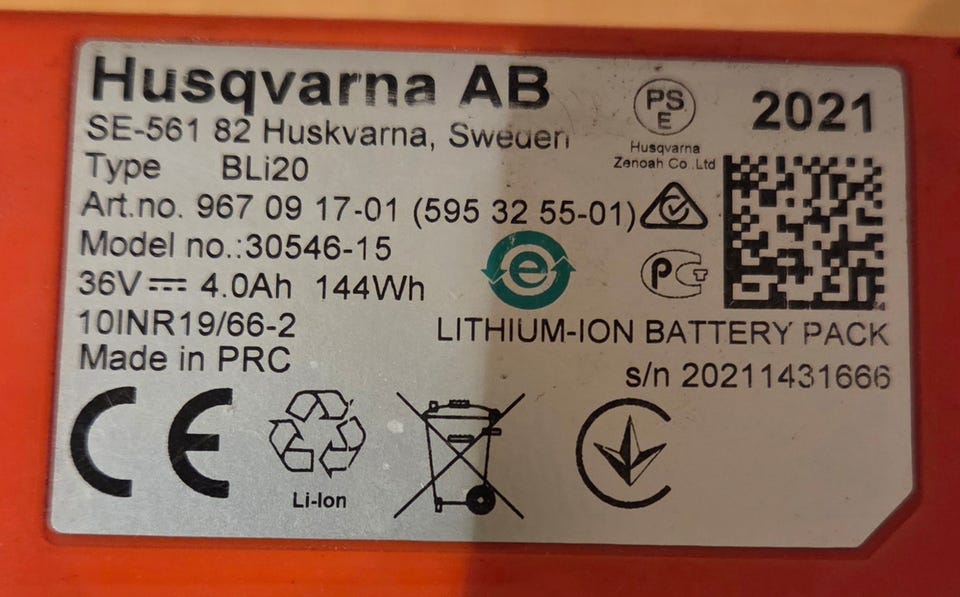 Husqvarna AB
SE-561 82 Huskvarna, Sweden
PS
E
Husqvarna
Zenoah Co.,Ltd
2021
Type BLi20
Art.no. 967 09 17-01 (595 32 55-01)
Model no.:30546-15
36V 4.0Ah 144Wh
e
10INR19/66-2
LITHIUM-ION BATTERY PACK
Made in PRC
s/n 20211431666
CE
Li-Ion